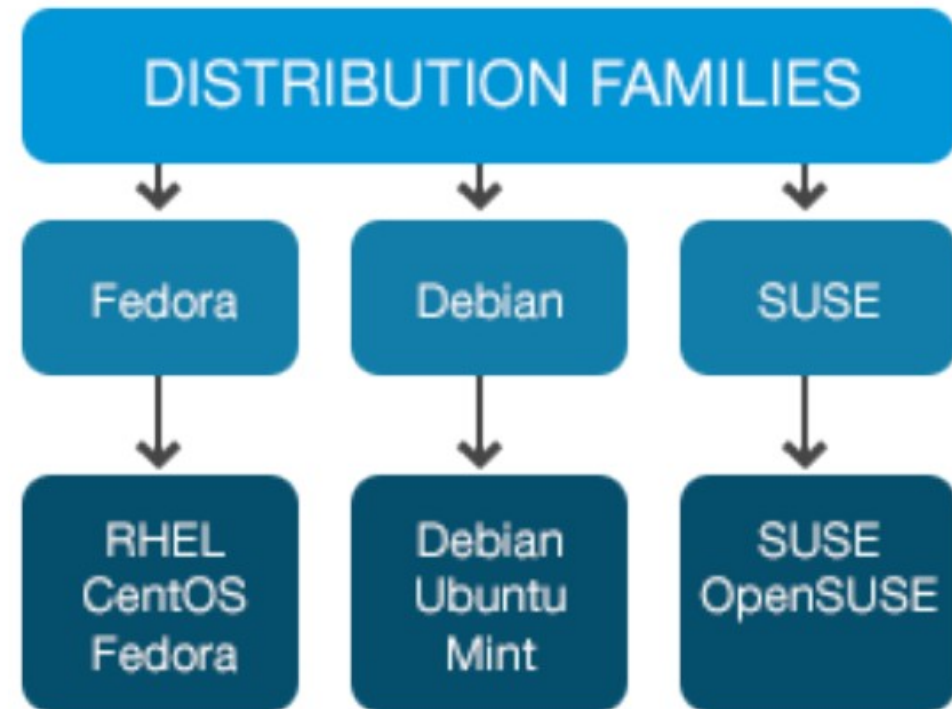 DISTRIBUTION FAMILIES
Fedora
Debian
SUSE
RHEL
CentOS
Fedora
Debian
Ubuntu
Mint
SUSE
OpenSUSE